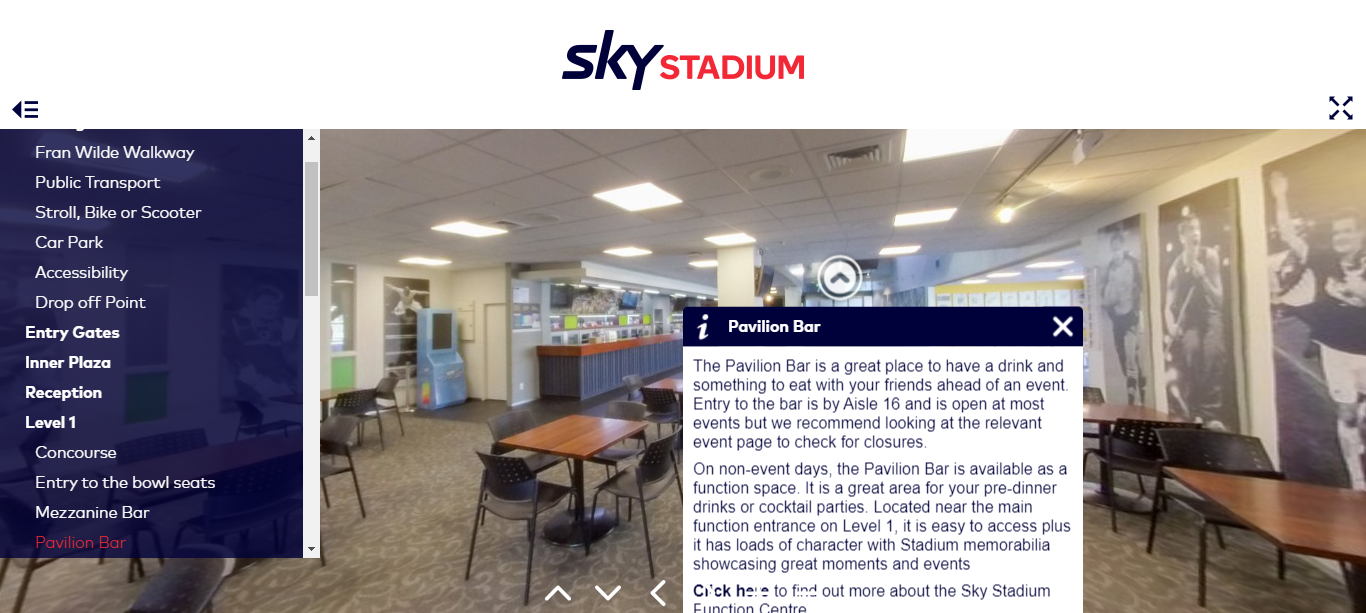 sky STADIUM
Fran Wilde Walkway
Public Transport
Stroll, Bike or Scooter
Car Park
Accessibility
Drop off Point
Entry Gates
Inner Plaza
Reception
Level 1
Concourse
Entry to the bowl seats
Mezzanine Bar
Pavilion Bar
i Pavilion Bar
The Pavilion Bar is a great place to have a drink and
something to eat with your friends ahead of an event.
Entry to the bar is by Aisle 16 and is open at most
events but we recommend looking at the relevant
event page to check for closures.
On non-event days, the Pavilion Bar is available as a
function space. It is a great area for your pre-dinner
drinks or cocktail parties. Located near the main
function entrance on Level 1, it is easy to access plus
it has loads of character with Stadium memorabilia
showcasing great moments and events
Click here to find out more about the Sky Stadium
Function Centre